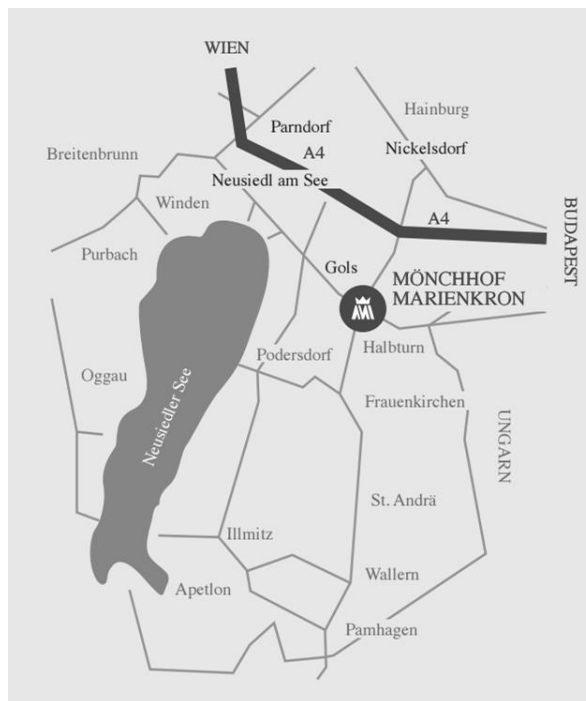 WIEN
Hainburg
Parndorf
A4
Nickelsdorf
Breitenbrunn
Neusiedl am See
Winden
A4
BUDAPEST
Purbach
Gols
MÖNCHHOF
MARIENKRON
Halbturn
Podersdorf
Oggau
Frauenkirchen
Neusiedler See
UNGARN
St. Andrä
Illmitz
Wallern
Apetlon
Pamhagen